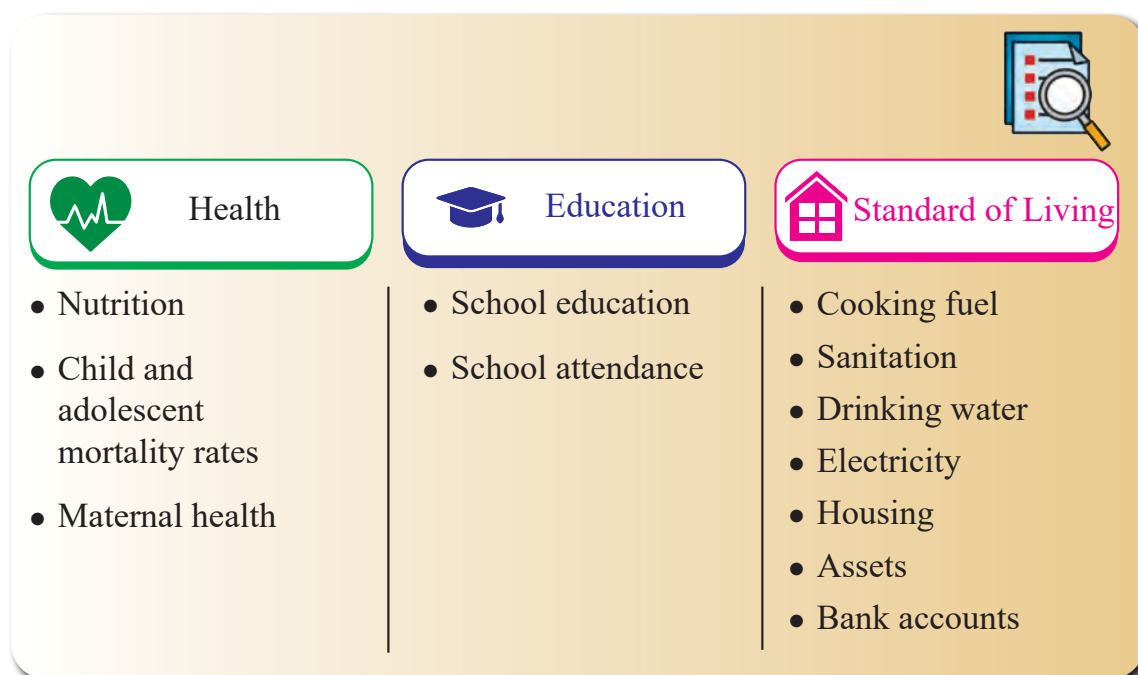 Health
• Nutrition
• Child and
adolescent
mortality rates
• Maternal health
Education
• School education
• School attendance
Standard of Living
• Cooking fuel
• Sanitation
• Drinking water
• Electricity
• Housing
• Assets
• Bank accounts